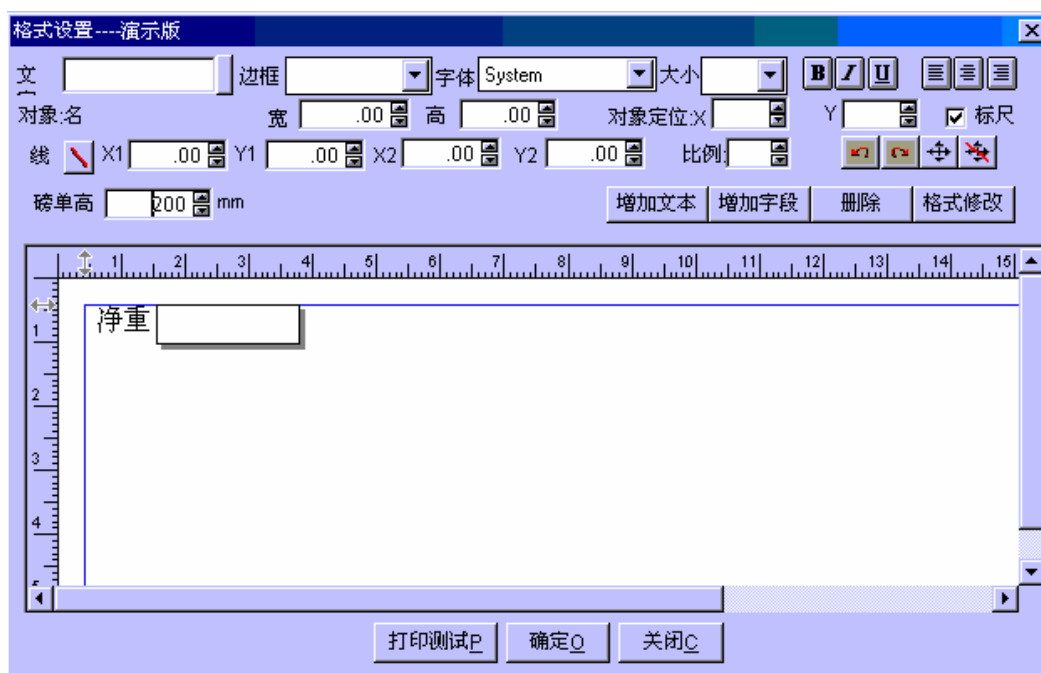 格式设置----演示版
文 边框 字体 System 大小 B I U
对象:名 宽 .00 高 .00 对象定位:X Y 标尺
线 X1 .00 Y1 .00 X2 .00 Y2 .00 比例:
磅单高 200 mm
增加文本 增加字段 删除 格式修改
1 2 3 4 5 6 7 8 9 10 11 12 13 14 15
净重
1
2
3
4
打印测试P 确定O 关闭C